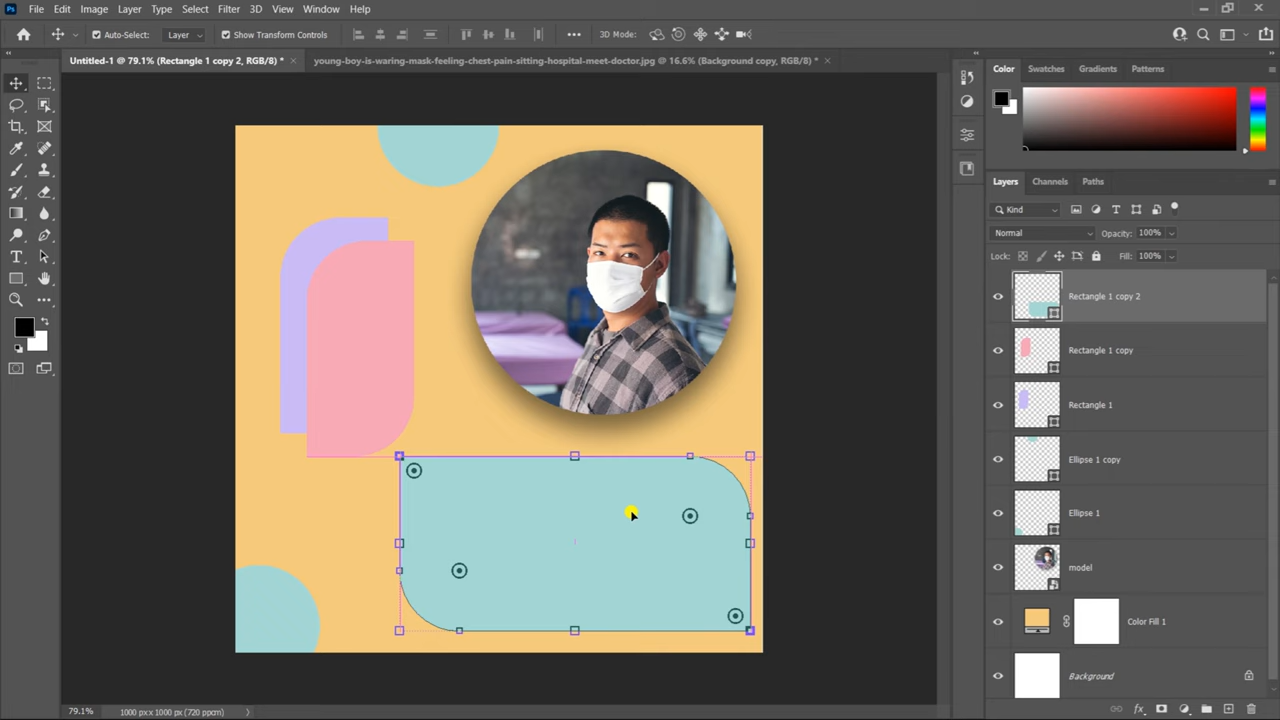 Ps File Edit Image Layer Type Select Filter 3D View Window Help
Auto-Select: Layer Show Transform Controls 3D Mode:
Untitled-1 @ 79.1% (Rectangle 1 copy 2, RGB/8) * × young-boy-is-waring-mask-feeling-chest-pain-sitting-hospital-meet-doctor.jpg @ 16.6% (Background copy, RGB/8) * ×
Color Swatches Gradients Patterns
Layers Channels Paths
Kind
Normal Opacity: 100%
Lock: Fill: 100%
Rectangle 1 copy 2
Rectangle 1 copy
Rectangle 1
Ellipse 1 copy
Ellipse 1
model
Color Fill 1
Background
79.1% 1000 px x 1000 px (720 ppcm)